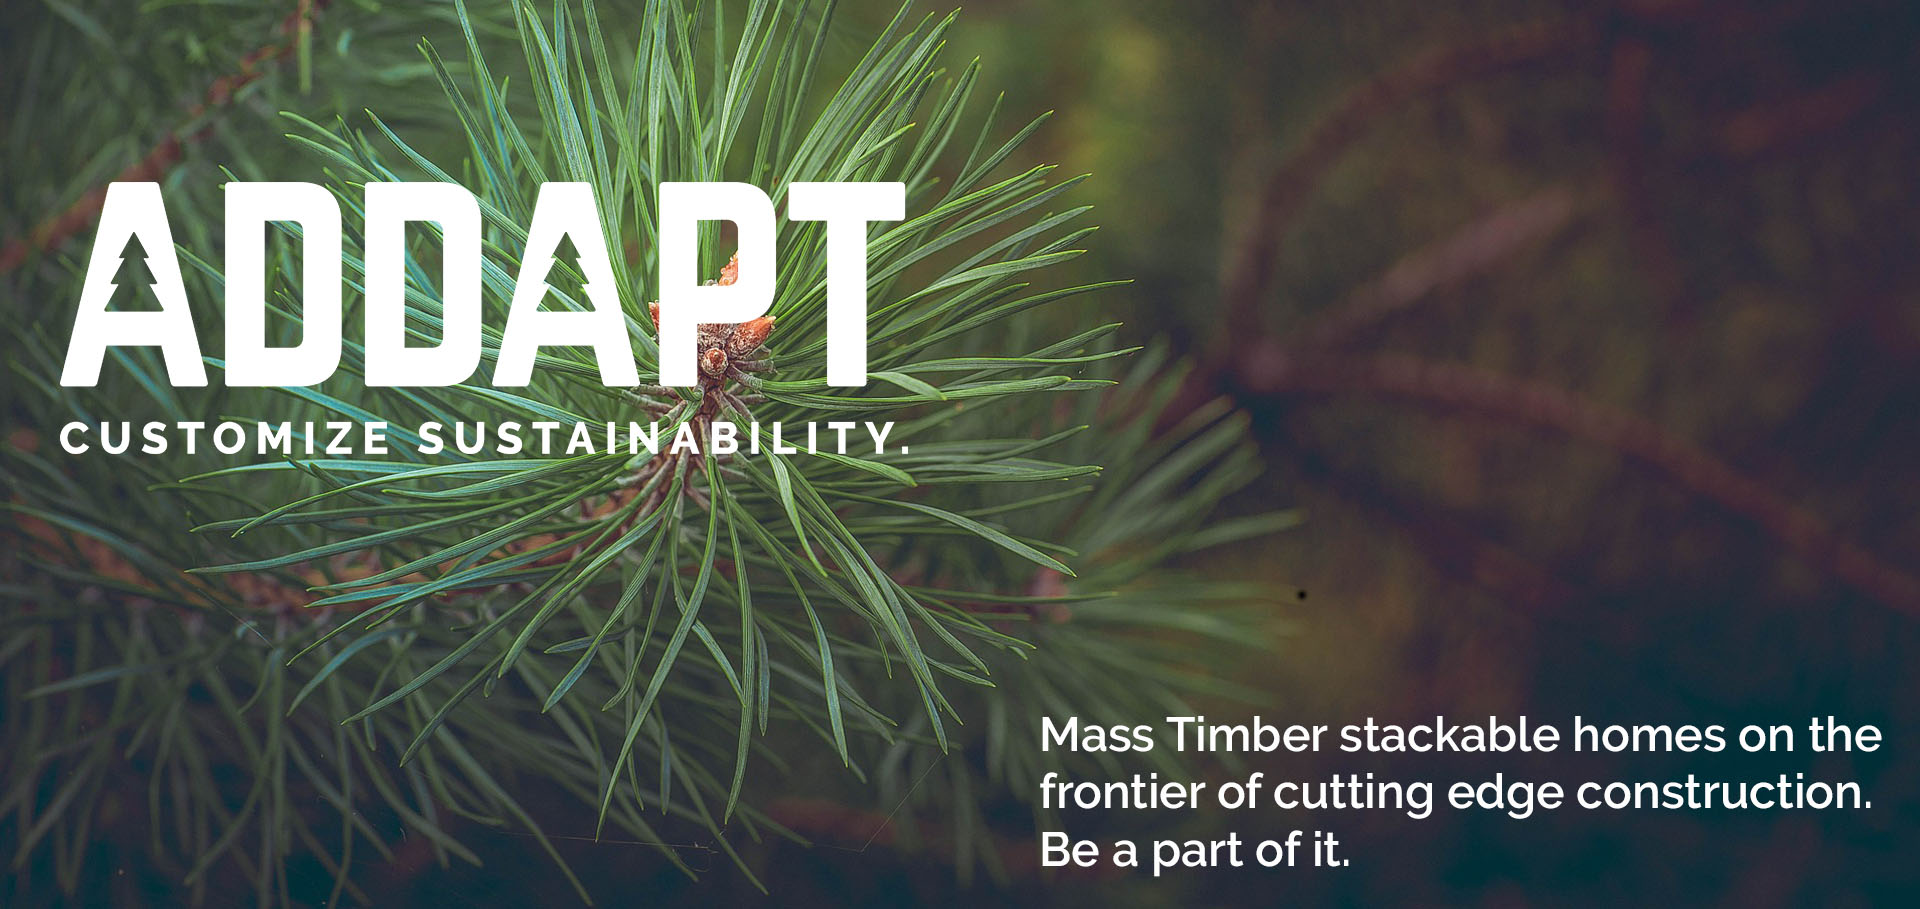 ADDAPT
CUSTOMIZE SUSTAINABILITY.
Mass Timber stackable homes on the
frontier of cutting edge construction.
Be a part of it.